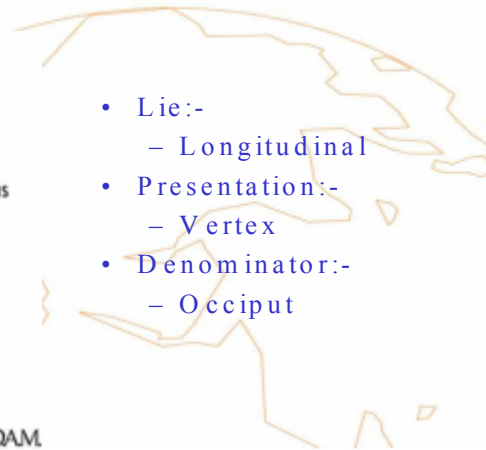 • Lie:-
– Longitudinal
• Presentation:-
– Vertex
• Denominator:-
– Occiput